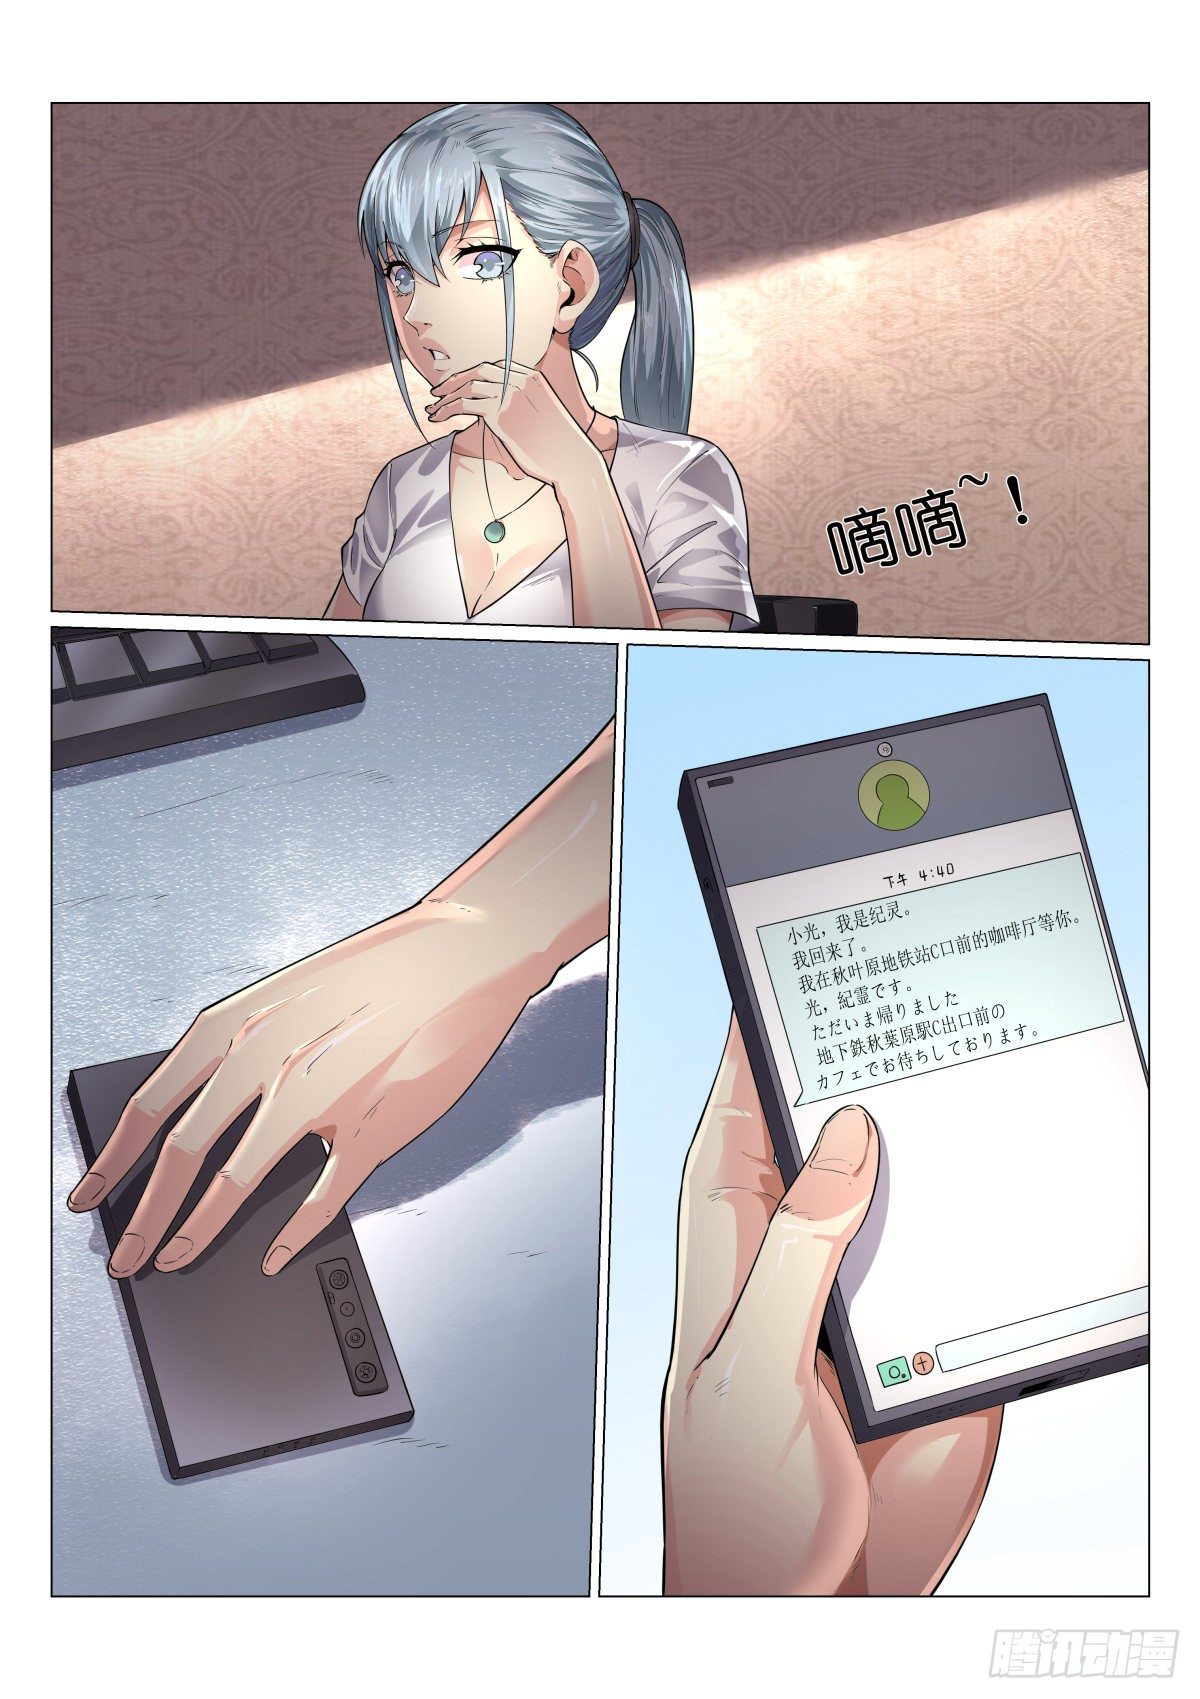 嘀嘀~!
下午 4:40
小光，我是纪灵。
我回来了。
我在秋叶原地铁站C口前的咖啡厅等你。
光，紀霊です。
ただいま帰りました
地下鉄秋葉原駅C出口前の
カフェでお待ちしております。
腾讯动漫